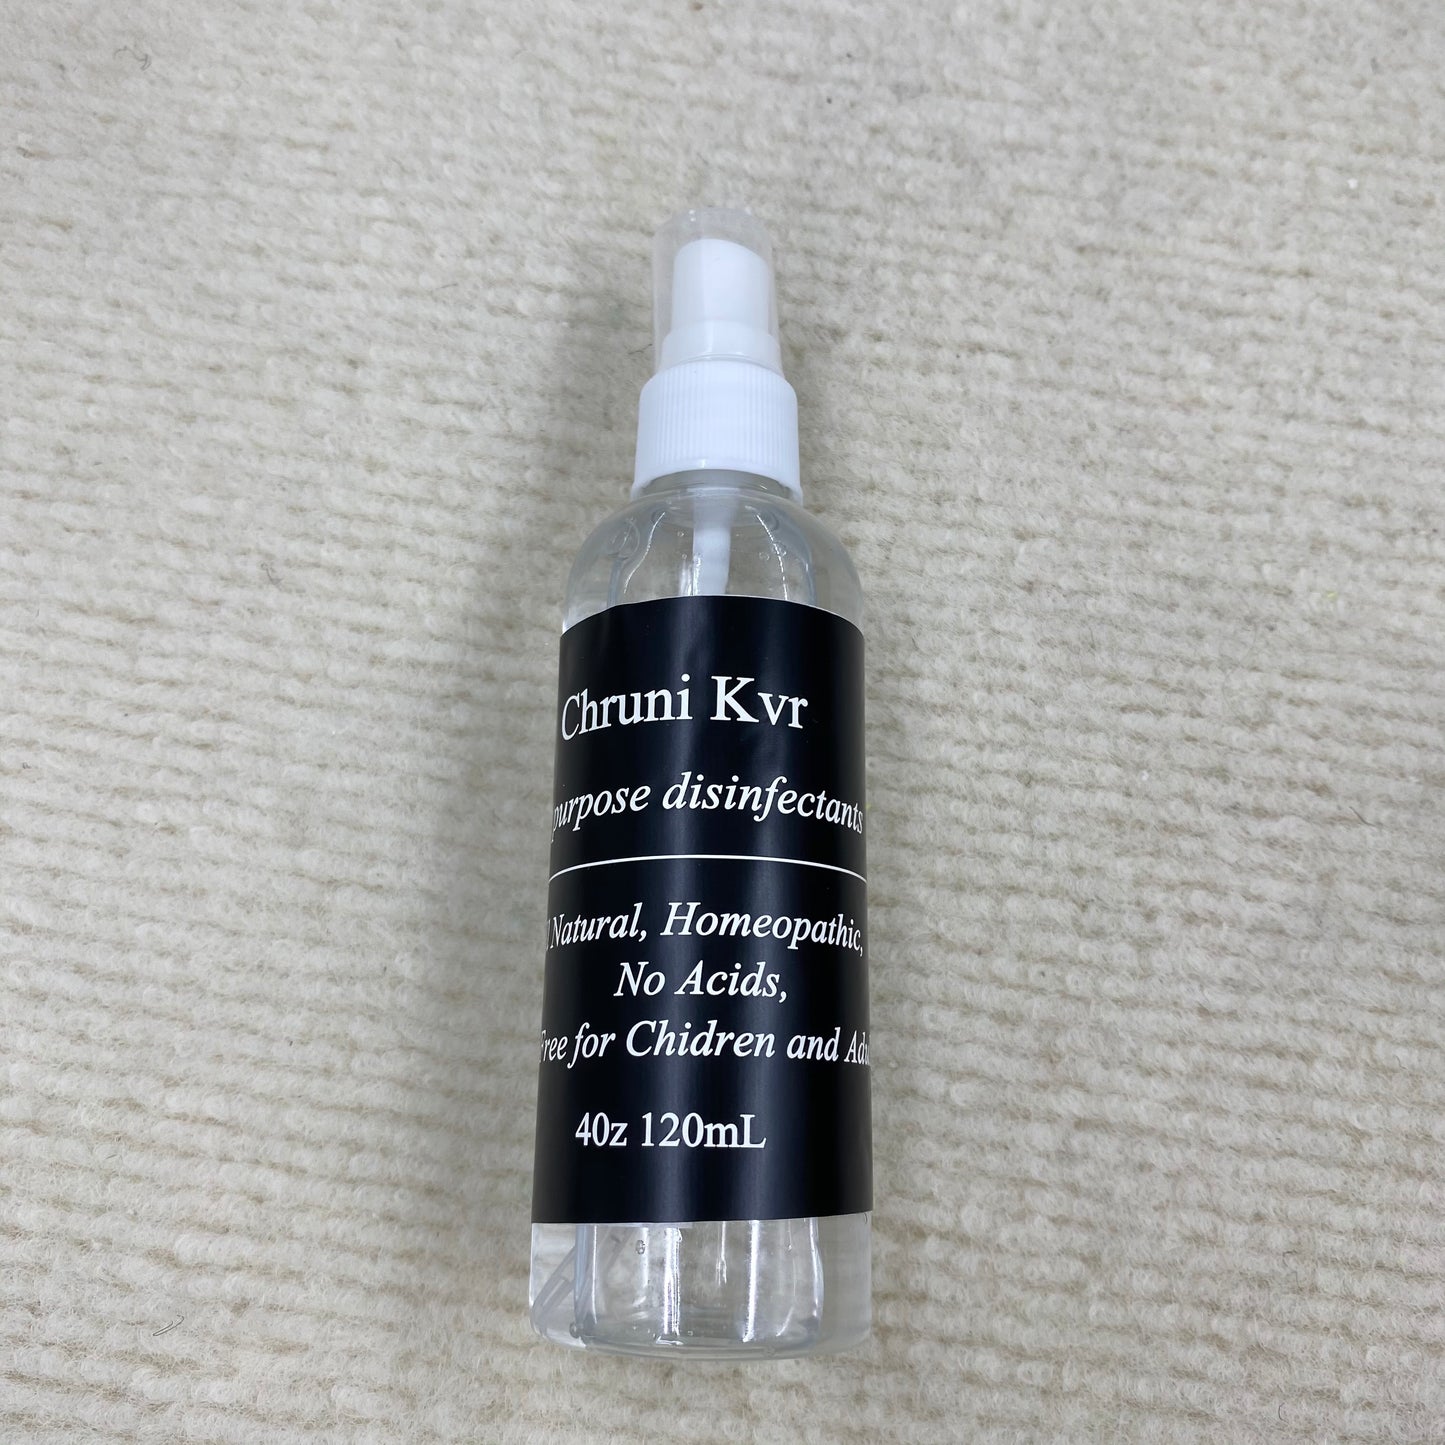 Chruni Kvr
purpose disinfectants
Natural, Homeopathic,
No Acids,
Free for Chidren and
40z 120mL